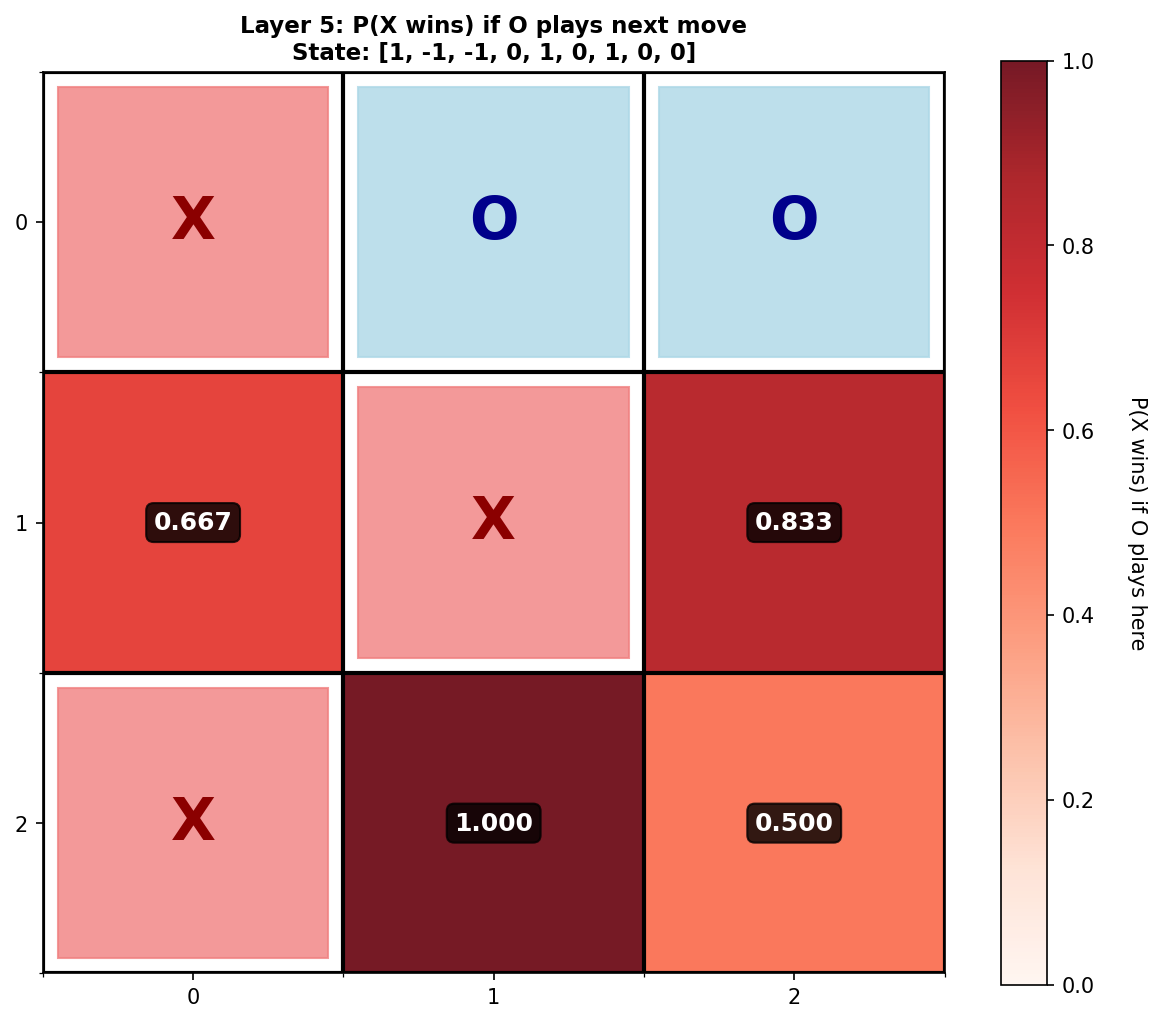 Layer 5: P(X wins) if O plays next move
State: [1, -1, -1, 0, 1, 0, 1, 0, 0]
X
O
O
0
0.667
X
0.833
1
X
1.000
0.500
2
0
1
2
1.0
0.8
0.6
0.4
0.2
0.0
P(X wins) if O plays here